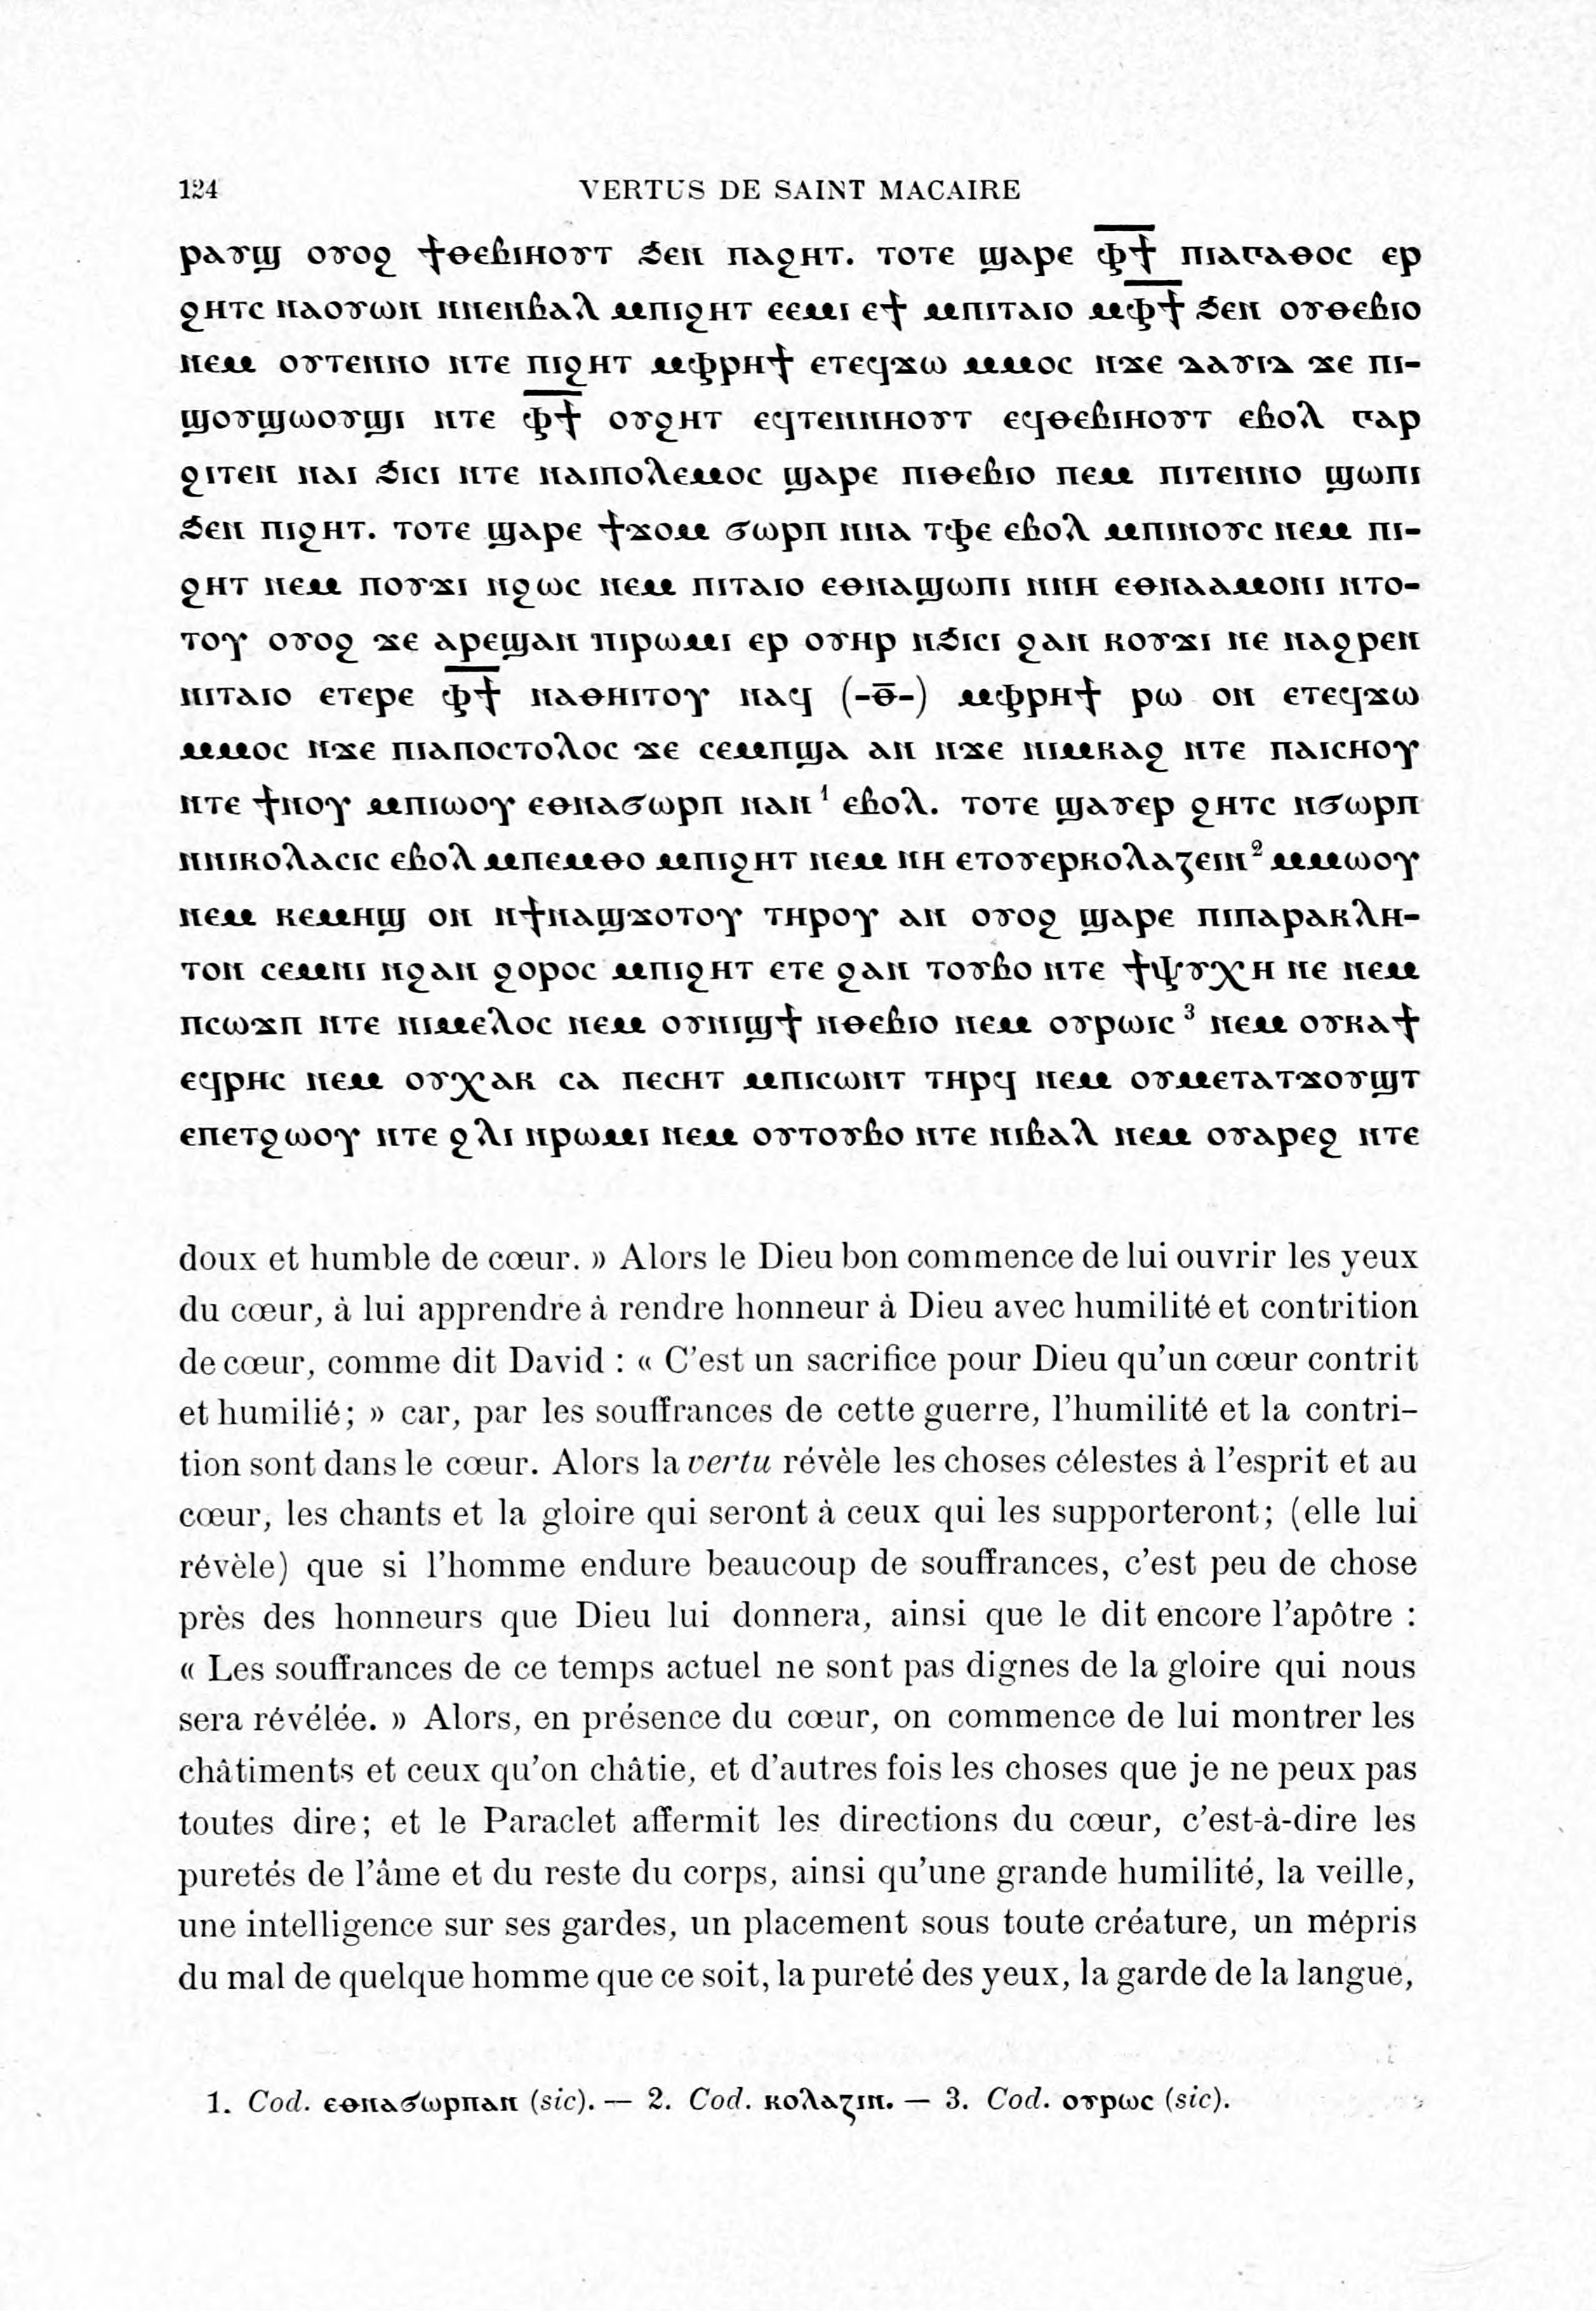 124 VERTUS DE SAINT MACAIRE
ⲣⲁⲩϣ ⲟⲩⲟϩ ϯⲑⲉⲃⲓⲏⲟⲩⲧ ϧⲉⲛ ⲡⲁϩⲏⲧ. ⲧⲟⲧⲉ ϣⲁⲣⲉ ⲫ̅ϯ̅ ⲡⲓⲁⲅⲁⲑⲟⲥ ⲉⲣ
ϩⲏⲧⲥ ⲛⲁⲟⲩⲱⲛ ⲛⲛⲉⲛⲃⲁⲗ ⲙⲡⲓϩⲏⲧ ⲉⲉⲙⲓ ⲉϯ ⲙⲡⲓⲧⲁⲓⲟ ⲙⲫ̅ϯ̅ ϧⲉⲛ ⲟⲩⲑⲉⲃⲓⲟ
ⲛⲉⲙ ⲟⲩⲧⲉⲛⲛⲟ ⲛⲧⲉ ⲡⲓϩⲏⲧ ⲙⲫⲣⲏϯ ⲉⲧⲉϥϫⲱ ⲙⲙⲟⲥ ⲛϫⲉ ⲇⲁⲩⲓⲇ ϫⲉ ⲡⲓ-
ϣⲟⲩϣⲱⲟⲩϣⲓ ⲛⲧⲉ ⲫ̅ϯ̅ ⲟⲩϩⲏⲧ ⲉϥⲧⲉⲛⲛⲏⲟⲩⲧ ⲉϥⲑⲉⲃⲓⲏⲟⲩⲧ ⲉⲃⲟⲗ ⲅⲁⲣ
ϩⲓⲧⲉⲛ ⲛⲁⲓ ϧⲓⲥⲓ ⲛⲧⲉ ⲛⲁⲓⲡⲟⲗⲉⲙⲟⲥ ϣⲁⲣⲉ ⲡⲓⲑⲉⲃⲓⲟ ⲛⲉⲙ ⲡⲓⲧⲉⲛⲛⲟ ϣⲱⲡⲓ
ϧⲉⲛ ⲡⲓϩⲏⲧ. ⲧⲟⲧⲉ ϣⲁⲣⲉ ϯϫⲟⲙ ϭⲱⲣⲡ ⲛⲛⲁ ⲧⲫⲉ ⲉⲃⲟⲗ ⲙⲡⲓⲛⲟⲩⲥ ⲛⲉⲙ ⲡⲓ-
ϩⲏⲧ ⲛⲉⲙ ⲡⲟⲩϫⲓ ⲛϩⲱⲥ ⲛⲉⲙ ⲡⲓⲧⲁⲓⲟ ⲉⲑⲛⲁϣⲱⲡⲓ ⲛⲛⲏ ⲉⲑⲛⲁⲁⲙⲟⲛⲓ ⲛⲧⲟ-
ⲧⲟⲩ ⲟⲩⲟϩ ϫⲉ ⲁⲣⲉϣⲁⲛ ⲡⲓⲣⲱⲙⲓ ⲉⲣ ⲟⲩⲏⲣ ⲛϧⲓⲥⲓ ϩⲁⲛ ⲕⲟⲩϫⲓ ⲛⲉ ⲛⲁϩⲣⲉⲛ
ⲛⲓⲧⲁⲓⲟ ⲉⲧⲉⲣⲉ ⲫ̅ϯ̅ ⲛⲁⲑⲏⲓⲧⲟⲩ ⲛⲁϥ (-ⲑ̅-) ⲙⲫⲣⲏϯ ⲣⲱ ⲟⲛ ⲉⲧⲉϥϫⲱ
ⲙⲙⲟⲥ ⲛϫⲉ ⲡⲓⲁⲡⲟⲥⲧⲟⲗⲟⲥ ϫⲉ ⲥⲉⲙⲡϣⲁ ⲁⲛ ⲛϫⲉ ⲛⲓⲙⲕⲁϩ ⲛⲧⲉ ⲡⲁⲓⲥⲏⲟⲩ
ⲛⲧⲉ ϯⲛⲟⲩ ⲙⲡⲓⲱⲟⲩ ⲉⲑⲛⲁϭⲱⲣⲡ ⲛⲁⲛ¹ ⲉⲃⲟⲗ. ⲧⲟⲧⲉ ϣⲁⲩⲉⲣ ϩⲏⲧⲥ ⲛϭⲱⲣⲡ
ⲛⲛⲓⲕⲟⲗⲁⲥⲓⲥ ⲉⲃⲟⲗ ⲙⲡⲉⲙⲑⲟ ⲙⲡⲓϩⲏⲧ ⲛⲉⲙ ⲛⲏ ⲉⲧⲟⲩⲉⲣⲕⲟⲗⲁⲍⲉⲓⲛ² ⲙⲙⲱⲟⲩ
ⲛⲉⲙ ⲕⲉⲙⲏϣ ⲟⲛ ⲛϯⲛⲁϣϫⲟⲧⲟⲩ ⲧⲏⲣⲟⲩ ⲁⲛ ⲟⲩⲟϩ ϣⲁⲣⲉ ⲡⲓⲡⲁⲣⲁⲕⲗⲏ-
ⲧⲟⲛ ⲥⲉⲙⲛⲓ ⲛϩⲁⲛ ϩⲟⲣⲟⲥ ⲙⲡⲓϩⲏⲧ ⲉⲧⲉ ϩⲁⲛ ⲧⲟⲩⲃⲟ ⲛⲧⲉ ϯⲯⲩⲭⲏ ⲛⲉ ⲛⲉⲙ
ⲡⲥⲱϫⲡ ⲛⲧⲉ ⲛⲓⲙⲉⲗⲟⲥ ⲛⲉⲙ ⲟⲩⲛⲓϣϯ ⲛⲑⲉⲃⲓⲟ ⲛⲉⲙ ⲟⲩⲣⲱⲓⲥ³ ⲛⲉⲙ ⲟⲩⲕⲁϯ
ⲉϥⲣⲏⲥ ⲛⲉⲙ ⲟⲩⲭⲁⲕ ⲥⲁ ⲡⲉⲥⲏⲧ ⲙⲡⲓⲥⲱⲛⲧ ⲧⲏⲣϥ ⲛⲉⲙ ⲟⲩⲙⲉⲧⲁⲧϫⲟⲩϣⲧ
ⲉⲡⲉⲧϩⲱⲟⲩ ⲛⲧⲉ ϩⲗⲓ ⲛⲣⲱⲙⲓ ⲛⲉⲙ ⲟⲩⲧⲟⲩⲃⲟ ⲛⲧⲉ ⲛⲓⲃⲁⲗ ⲛⲉⲙ ⲟⲩⲁⲣⲉϩ ⲛⲧⲉ
doux et humble de cœur. » Alors le Dieu bon commence de lui ouvrir les yeux
du cœur, à lui apprendre à rendre honneur à Dieu avec humilité et contrition
de cœur, comme dit David : « C'est un sacrifice pour Dieu qu'un cœur contrit
et humilié; » car, par les souffrances de cette guerre, l'humilité et la contri-
tion sont dans le cœur. Alors la vertu révèle les choses célestes à l'esprit et au
cœur, les chants et la gloire qui seront à ceux qui les supporteront; (elle lui
révèle) que si l'homme endure beaucoup de souffrances, c'est peu de chose
près des honneurs que Dieu lui donnera, ainsi que le dit encore l'apôtre :
« Les souffrances de ce temps actuel ne sont pas dignes de la gloire qui nous
sera révélée. » Alors, en présence du cœur, on commence de lui montrer les
châtiments et ceux qu'on châtie, et d'autres fois les choses que je ne peux pas
toutes dire; et le Paraclet affermit les directions du cœur, c'est-à-dire les
puretés de l'âme et du reste du corps, ainsi qu'une grande humilité, la veille,
une intelligence sur ses gardes, un placement sous toute créature, un mépris
du mal de quelque homme que ce soit, la pureté des yeux, la garde de la langue,
1. Cod. ⲉⲑⲛⲁϭⲱⲣⲡⲁⲛ (sic). — 2. Cod. ⲕⲟⲗⲁⲍⲓⲛ. — 3. Cod. ⲟⲩⲣⲱⲥ (sic).